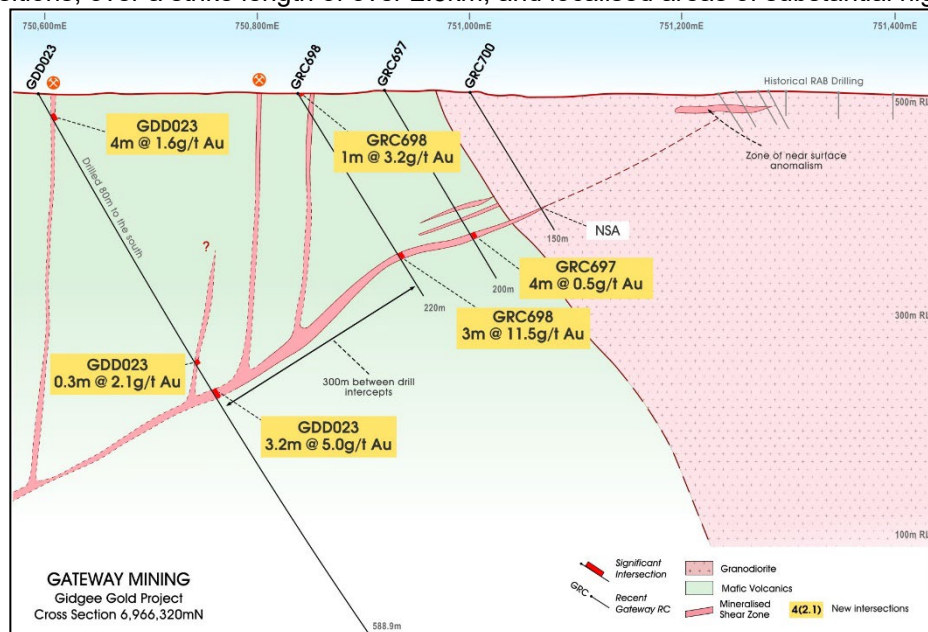 750,600mE
750,800mE
751,000mE
751,200mE
751,400mE
GDD023
GRC698
GRC697
GRC700
Historical RAB Drilling
500m RL
GDD023
4m @ 1.6g/t Au
GRC698
1m @ 3.2g/t Au
Zone of near surface
anomalism
Drilled 80m to the south
?
NSA
150m
GRC697
4m @ 0.5g/t Au
200m
220m
GRC698
3m @ 11.5g/t Au
300m RL
GDD023
0.3m @ 2.1g/t Au
300m between drill
intercepts
GDD023
3.2m @ 5.0g/t Au
100m RL
GATEWAY MINING
Gidgee Gold Project
Cross Section 6,966,320mN
588.9m
Significant
Intersection
GRC
Recent
Gateway RC
Granodiorite
Mafic Volcanics
Mineralised
Shear Zone
4(2.1) New intersections